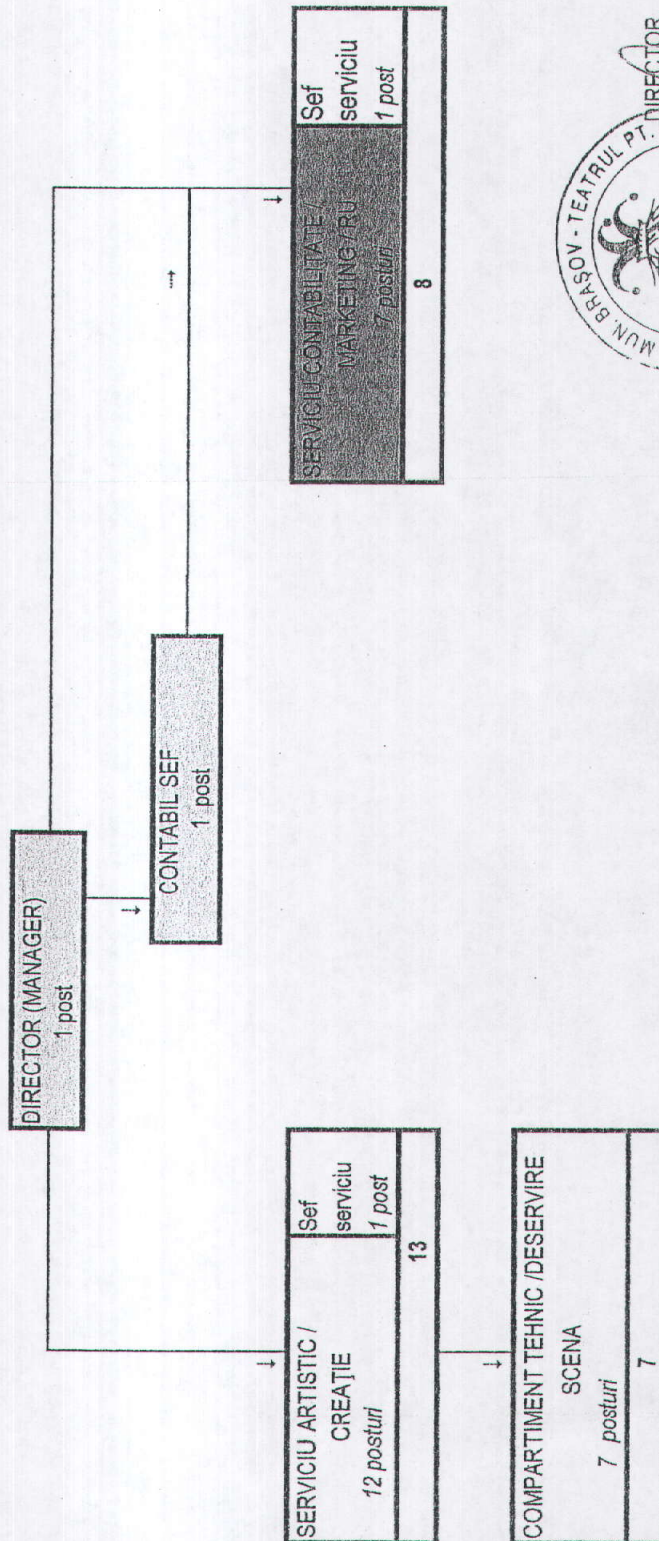 DIRECTOR (MANAGER)
1 post
CONTABIL SEF
1 post
SERVICIU ARTISTIC /
CREAŢIE
12 posturi
Sef
serviciu
1 post
13
SERVICIU CONTABILITATE /
MARKETING / RU
7 posturi
Sef
serviciu
1 post
8
COMPARTIMENT TEHNIC /DESERVIRE
SCENA
7 posturi
7
MUN. BRAŞOV - TEATRUL PT.
DIRECTOR